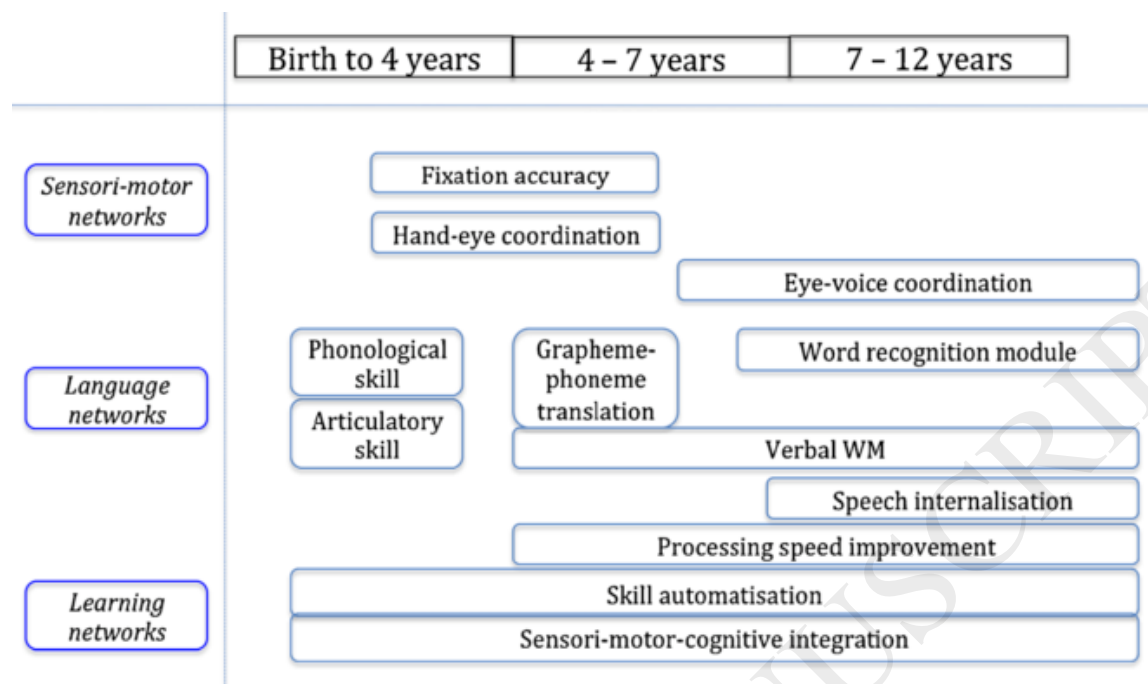 Birth to 4 years
4 – 7 years
7 – 12 years
Sensori-motor
networks
Fixation accuracy
Hand-eye coordination
Eye-voice coordination
Language
networks
Phonological
skill
Articulatory
skill
Grapheme-
phoneme
translation
Word recognition module
Verbal WM
Speech internalisation
Processing speed improvement
Learning
networks
Skill automatisation
Sensori-motor-cognitive integration